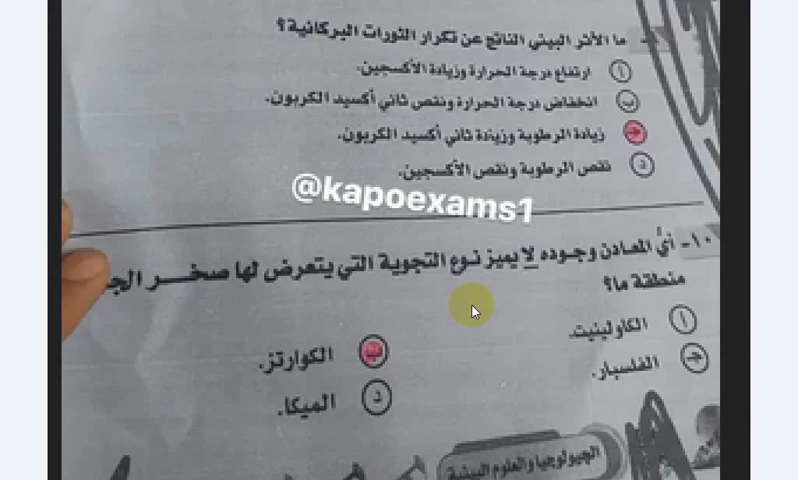 ما الأثر البيئي الناتج عن تكرار الثورات البركانية؟
أ ارتفاع درجة الحرارة وزيادة الأكسجين.
ب انخفاض درجة الحرارة ونقص ثاني أكسيد الكربون.
ج زيادة الرطوبة وزيادة ثاني أكسيد الكربون.
د نقص الرطوبة ونقص الأكسجين.
@kapoexams1
١٠- أي المعادن وجوده لا يميز نوع التجوية التي يتعرض لها صخر
منطقة ما؟
أ الكاولينيت.
ب الكوارتز.
ج الفلسبار.
د الميكا.
الجيولوجيا والعلوم البيئية